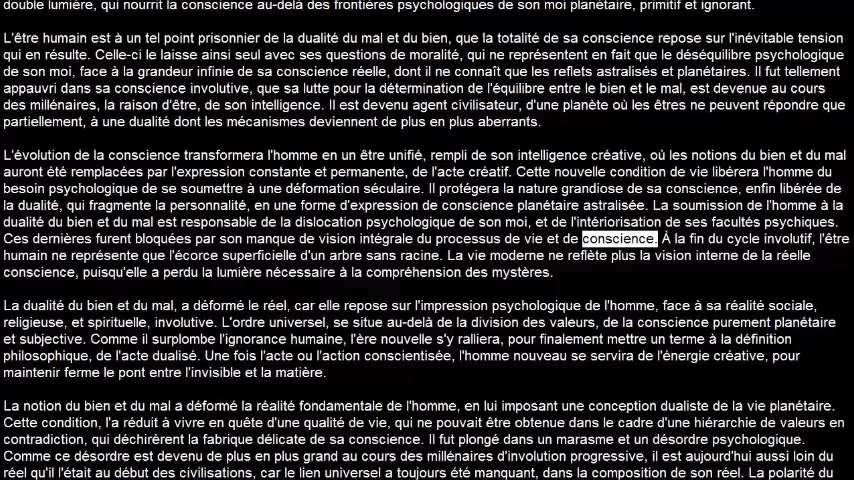 double lumière, qui nourrit la conscience au-delà des frontières psychologiques de son moi planétaire, primitif et ignorant.
L'être humain est à un tel point prisonnier de la dualité du mal et du bien, que la totalité de sa conscience repose sur l'inévitable tension
qui en résulte. Celle-ci le laisse ainsi seul avec ses questions de moralité, qui ne représentent en fait que le déséquilibre psychologique
de son moi, face à la grandeur infinie de sa conscience réelle, dont il ne connaît que les reflets astralisés et planétaires. Il fut tellement
appauvri dans sa conscience involutive, que sa lutte pour la détermination de l'équilibre entre le bien et le mal, est devenue au cours
des millénaires, la raison d'être, de son intelligence. Il est devenu agent civilisateur, d'une planète où les êtres ne peuvent répondre que
partiellement, à une dualité dont les mécanismes deviennent de plus en plus aberrants.
L'évolution de la conscience transformera l'homme en un être unifié, rempli de son intelligence créative, où les notions du bien et du mal
auront été remplacées par l'expression constante et permanente, de l'acte créatif. Cette nouvelle condition de vie libérera l'homme du
besoin psychologique de se soumettre à une déformation séculaire. Il protégera la nature grandiose de sa conscience, enfin libérée de
la dualité, qui fragmente la personnalité, en une forme d'expression de conscience planétaire astralisée. La soumission de l'homme à la
dualité du bien et du mal est responsable de la dislocation psychologique de son moi, et de l'intériorisation de ses facultés psychiques.
Ces dernières furent bloquées par son manque de vision intégrale du processus de vie et de conscience. À la fin du cycle involutif, l'être
humain ne représente que l'écorce superficielle d'un arbre sans racine. La vie moderne ne reflète plus la vision interne de la réelle
conscience, puisqu'elle a perdu la lumière nécessaire à la compréhension des mystères.
La dualité du bien et du mal, a déformé le réel, car elle repose sur l'impression psychologique de l'homme, face à sa réalité sociale,
religieuse, et spirituelle, involutive. L'ordre universel, se situe au-delà de la division des valeurs, de la conscience purement planétaire
et subjective. Comme il surplombe l'ignorance humaine, l'ère nouvelle s'y ralliera, pour finalement mettre un terme à la définition
philosophique, de l'acte dualisé. Une fois l'acte ou l'action conscientisée, l'homme nouveau se servira de l'énergie créative, pour
maintenir ferme le pont entre l'invisible et la matière.
La notion du bien et du mal a déformé la réalité fondamentale de l'homme, en lui imposant une conception dualiste de la vie planétaire.
Cette condition, l'a réduit à vivre en quête d'une qualité de vie, qui ne pouvait être obtenue dans le cadre d'une hiérarchie de valeurs en
contradiction, qui déchirèrent la fabrique délicate de sa conscience. Il fut plongé dans un marasme et un désordre psychologique.
Comme ce désordre est devenu de plus en plus grand au cours des millénaires d'involution progressive, il est aujourd'hui aussi loin du
réel qu'il l'était au début des civilisations, car le lien universel a toujours été manquant, dans la composition de son réel. La polarité du